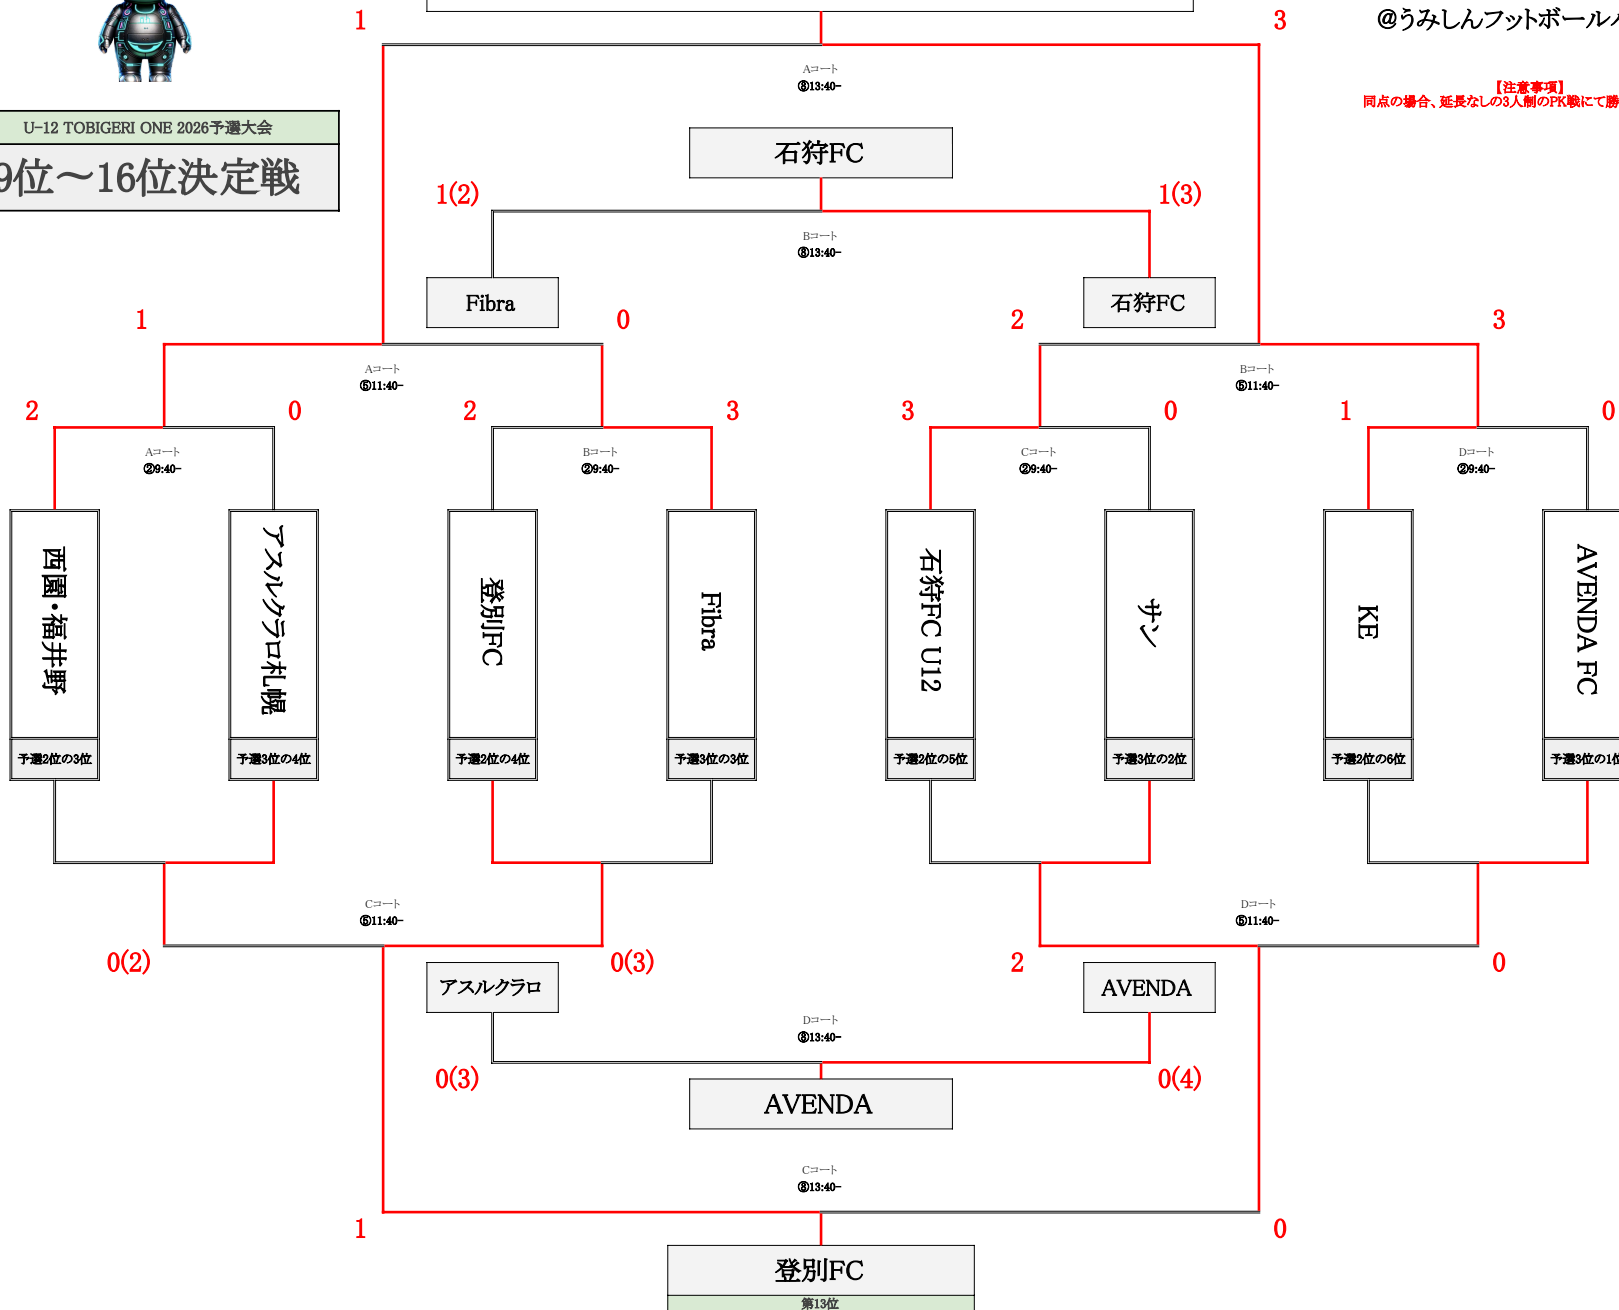 1
3
@うみしんフットボール
Aコート
⑧13:40-
【注意事項】
同点の場合、延長なしの3人制のPK戦にて勝
U-12 TOBIGERI ONE 2026予選大会
9位～16位決定戦
石狩FC
1(2)
1(3)
Bコート
⑧13:40-
Fibra
石狩FC
1
0
2
3
Aコート
⑤11:40-
Bコート
⑤11:40-
2
0
2
3
3
0
1
0
Aコート
②9:40-
Bコート
②9:40-
Cコート
②9:40-
Dコート
②9:40-
西園・福井野
アスルクラロ札幌
登別FC
Fibra
石狩FC U12
サン
KE
AVENDA FC
予選2位の3位
予選3位の4位
予選2位の4位
予選3位の3位
予選2位の5位
予選3位の2位
予選2位の6位
予選3位の1位
Cコート
⑤11:40-
Dコート
⑤11:40-
0(2)
0(3)
2
0
アスルクラロ
AVENDA
Dコート
⑧13:40-
0(3)
0(4)
AVENDA
Cコート
⑧13:40-
1
0
登別FC
第13位